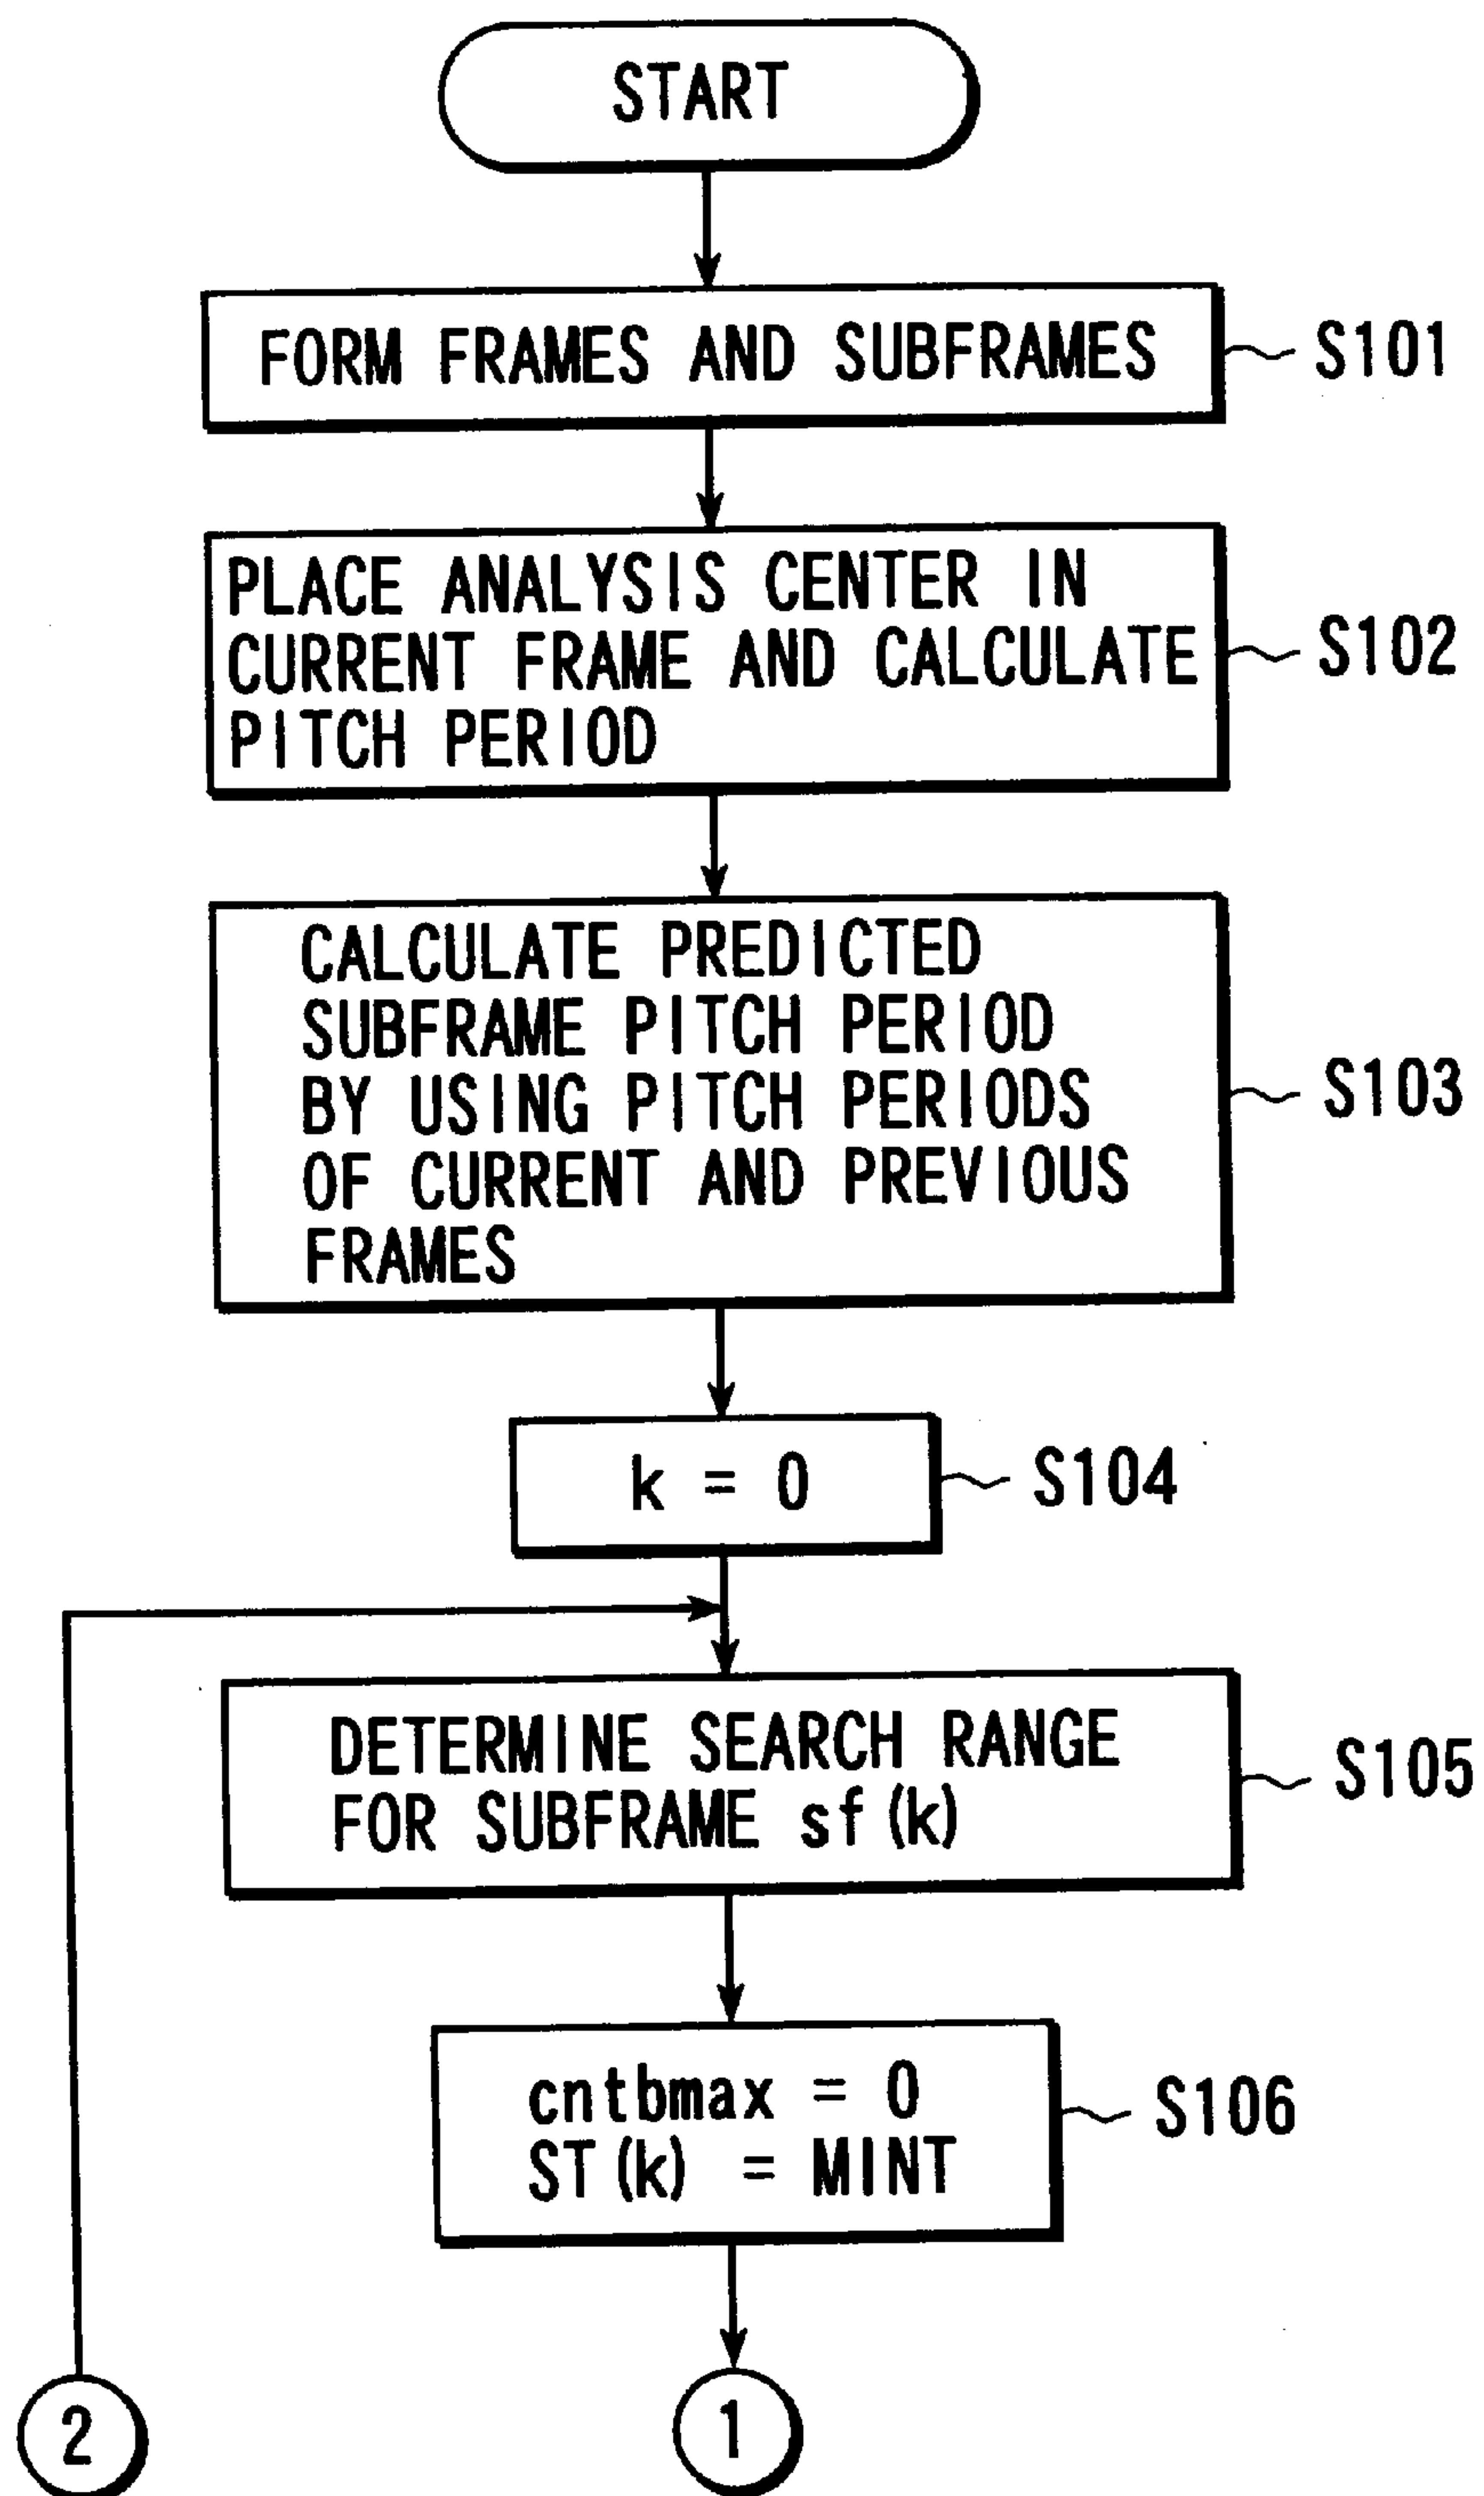 START
FORM FRAMES AND SUBFRAMES
S101
PLACE ANALYSIS CENTER IN
CURRENT FRAME AND CALCULATE
PITCH PERIOD
S102
CALCULATE PREDICTED
SUBFRAME PITCH PERIOD
BY USING PITCH PERIODS
OF CURRENT AND PREVIOUS
FRAMES
S103
k = 0
S104
DETERMINE SEARCH RANGE
FOR SUBFRAME sf(k)
S105
cntbmax = 0
ST(k) = MINT
S106
2
1